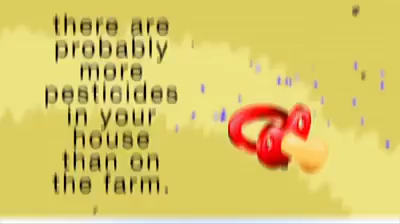 there are
probably
more
pesticides
in your
house
than on
the farm.